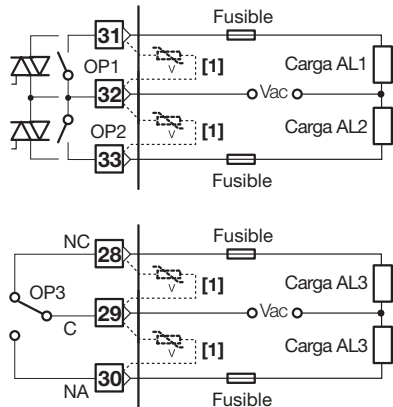 Fusible
31
V
[1]
Carga AL1
OP1
32
Vac
OP2
V
[1]
Carga AL2
33
Fusible
NC
Fusible
28
V
[1]
Carga AL3
OP3
29
Vac
C
V
[1]
Carga AL3
30
NA
Fusible